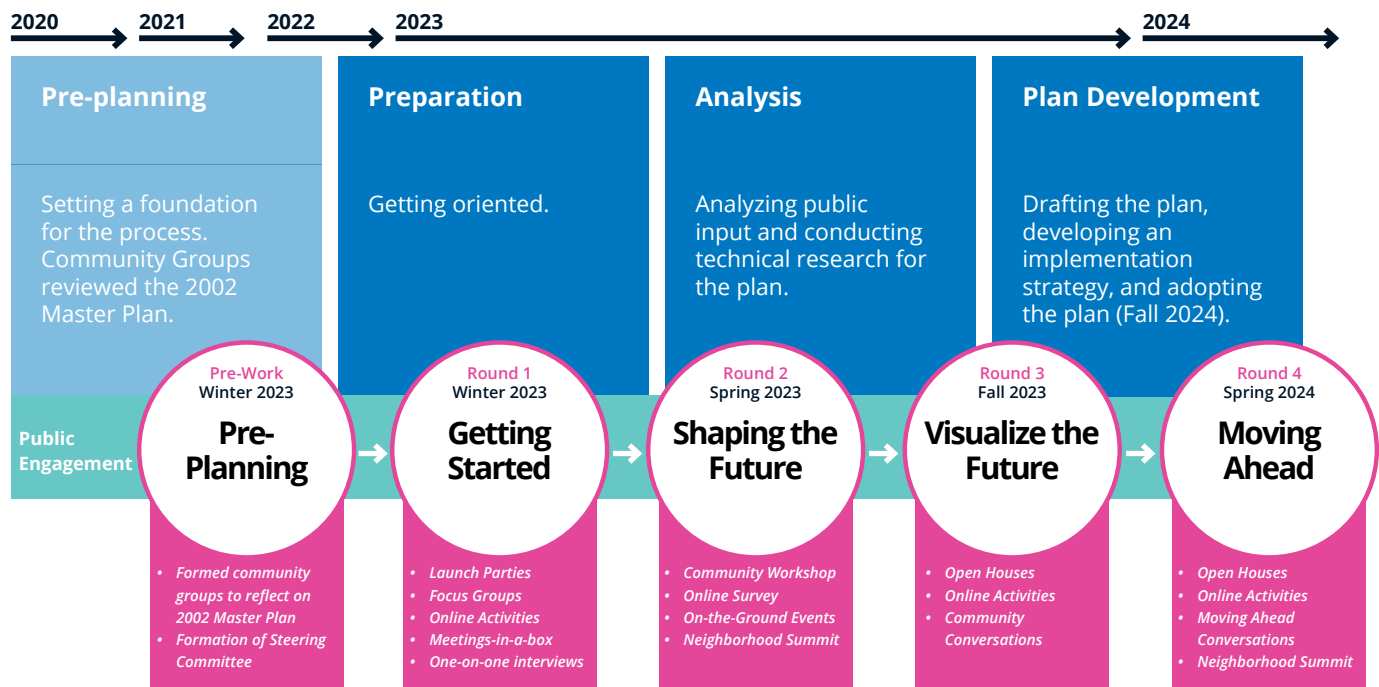 2020
2021
2022
2023
2024
Pre-planning
Setting a foundation
for the process.
Community Groups
reviewed the 2002
Master Plan.
Preparation
Getting oriented.
Analysis
Analyzing public
input and conducting
technical research for
the plan.
Plan Development
Drafting the plan,
developing an
implementation
strategy, and adopting
the plan (Fall 2024).
Public
Engagement
Pre-Work
Winter 2023
Pre-
Planning
• Formed community
groups to reflect on
2002 Master Plan
• Formation of Steering
Committee
Round 1
Winter 2023
Getting
Started
• Launch Parties
• Focus Groups
• Online Activities
• Meetings-in-a-box
• One-on-one interviews
Round 2
Spring 2023
Shaping the
Future
• Community Workshop
• Online Survey
• On-the-Ground Events
• Neighborhood Summit
Round 3
Fall 2023
Visualize the
Future
• Open Houses
• Online Activities
• Community
Conversations
Round 4
Spring 2024
Moving
Ahead
• Open Houses
• Online Activities
• Moving Ahead
Conversations
• Neighborhood Summit